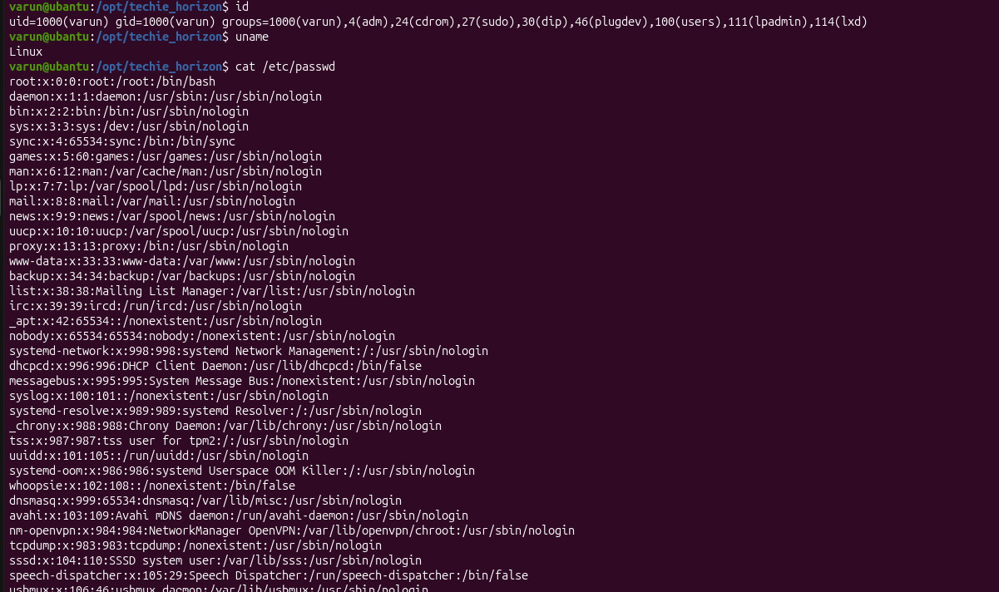 varun@ubantu:/opt/techie_horizon$ id
uid=1000(varun) gid=1000(varun) groups=1000(varun),4(adm),24(cdrom),27(sudo),30(dip),46(plugdev),100(users),111(lpadmin),114(lxd)
varun@ubantu:/opt/techie_horizon$ uname
Linux
varun@ubantu:/opt/techie_horizon$ cat /etc/passwd
root:x:0:0:root:/root:/bin/bash
daemon:x:1:1:daemon:/usr/sbin:/usr/sbin/nologin
bin:x:2:2:bin:/bin:/usr/sbin/nologin
sys:x:3:3:sys:/dev:/usr/sbin/nologin
sync:x:4:65534:sync:/bin:/bin/sync
games:x:5:60:games:/usr/games:/usr/sbin/nologin
man:x:6:12:man:/var/cache/man:/usr/sbin/nologin
lp:x:7:7:lp:/var/spool/lpd:/usr/sbin/nologin
mail:x:8:8:mail:/var/mail:/usr/sbin/nologin
news:x:9:9:news:/var/spool/news:/usr/sbin/nologin
uucp:x:10:10:uucp:/var/spool/uucp:/usr/sbin/nologin
proxy:x:13:13:proxy:/bin:/usr/sbin/nologin
www-data:x:33:33:www-data:/var/www:/usr/sbin/nologin
backup:x:34:34:backup:/var/backups:/usr/sbin/nologin
list:x:38:38:Mailing List Manager:/var/list:/usr/sbin/nologin
irc:x:39:39:ircd:/run/ircd:/usr/sbin/nologin
_apt:x:42:65534::/nonexistent:/usr/sbin/nologin
nobody:x:65534:65534:nobody:/nonexistent:/usr/sbin/nologin
systemd-network:x:998:998:systemd Network Management:/:/usr/sbin/nologin
dhcpcd:x:996:996:DHCP Client Daemon:/usr/lib/dhcpcd:/bin/false
messagebus:x:995:995:System Message Bus:/nonexistent:/usr/sbin/nologin
syslog:x:100:101::/nonexistent:/usr/sbin/nologin
systemd-resolve:x:989:989:systemd Resolver:/:/usr/sbin/nologin
_chrony:x:988:988:Chrony Daemon:/var/lib/chrony:/usr/sbin/nologin
tss:x:987:987:tss user for tpm2:/:/usr/sbin/nologin
uuidd:x:101:105::/run/uuidd:/usr/sbin/nologin
systemd-oom:x:986:986:systemd Userspace OOM Killer:/:/usr/sbin/nologin
whoopsie:x:102:108::/nonexistent:/bin/false
dnsmasq:x:999:65534:dnsmasq:/var/lib/misc:/usr/sbin/nologin
avahi:x:103:109:Avahi mDNS daemon:/run/avahi-daemon:/usr/sbin/nologin
nm-openvpn:x:984:984:NetworkManager OpenVPN:/var/lib/openvpn/chroot:/usr/sbin/nologin
tcpdump:x:983:983:tcpdump:/nonexistent:/usr/sbin/nologin
sssd:x:104:110:SSSD system user:/var/lib/sss:/usr/sbin/nologin
speech-dispatcher:x:105:29:Speech Dispatcher:/run/speech-dispatcher:/bin/false
usbmux:x:106:46:usbmux daemon:/var/lib/usbmux:/usr/sbin/nologin